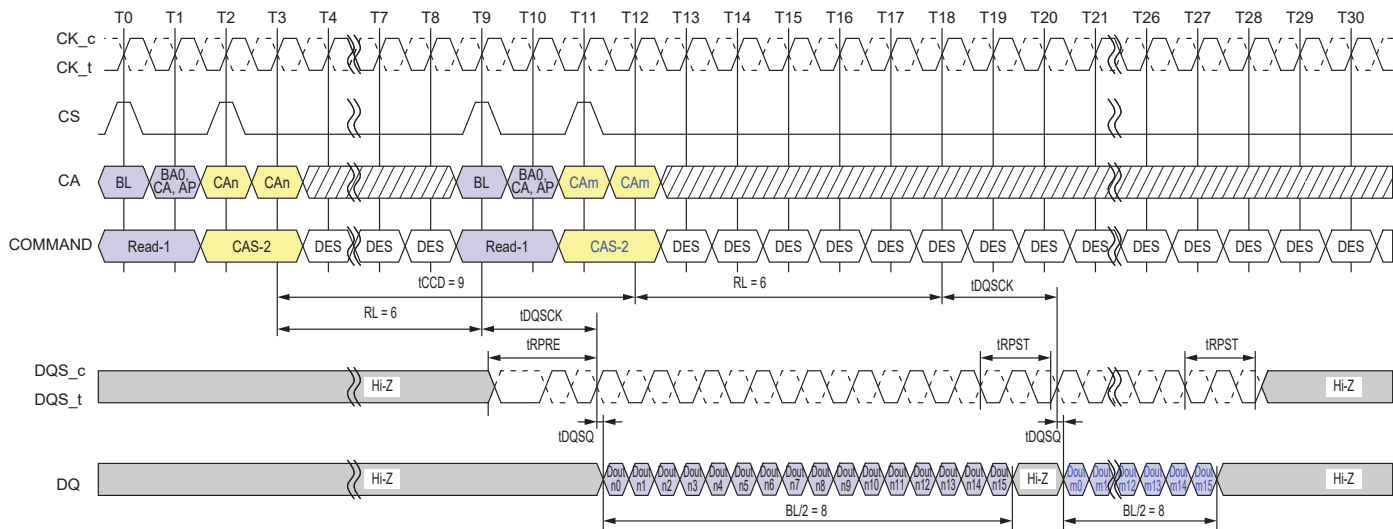 T0 T1 T2 T3 T4 T7 T8 T9 T10 T11 T12 T13 T14 T15 T16 T17 T18 T19 T20 T21 T26 T27 T28 T29 T30
CK_c
CK_t
CS
CA BL BA0, CA, AP CAn CAn BL BA0, CA, AP CAm CAm
COMMAND Read-1 CAS-2 DES DES DES Read-1 CAS-2 DES DES DES DES DES DES DES DES DES DES DES DES DES DES
tCCD = 9 RL = 6 tDQSCK
RL = 6 tDQSCK
tRPRE tRPST tRPST
DQS_c
DQS_t
Hi-Z Hi-Z
tDQSQ tDQSQ
DQ Hi-Z Dout n0 Dout n1 Dout n2 Dout n3 Dout n4 Dout n5 Dout n6 Dout n7 Dout n8 Dout n9 Dout n10 Dout n11 Dout n12 Dout n13 Dout n14 Dout n15 Hi-Z Dout m0 Dout m1 Dout m12 Dout m13 Dout m14 Dout m15 Hi-Z
BL/2 = 8 BL/2 = 8